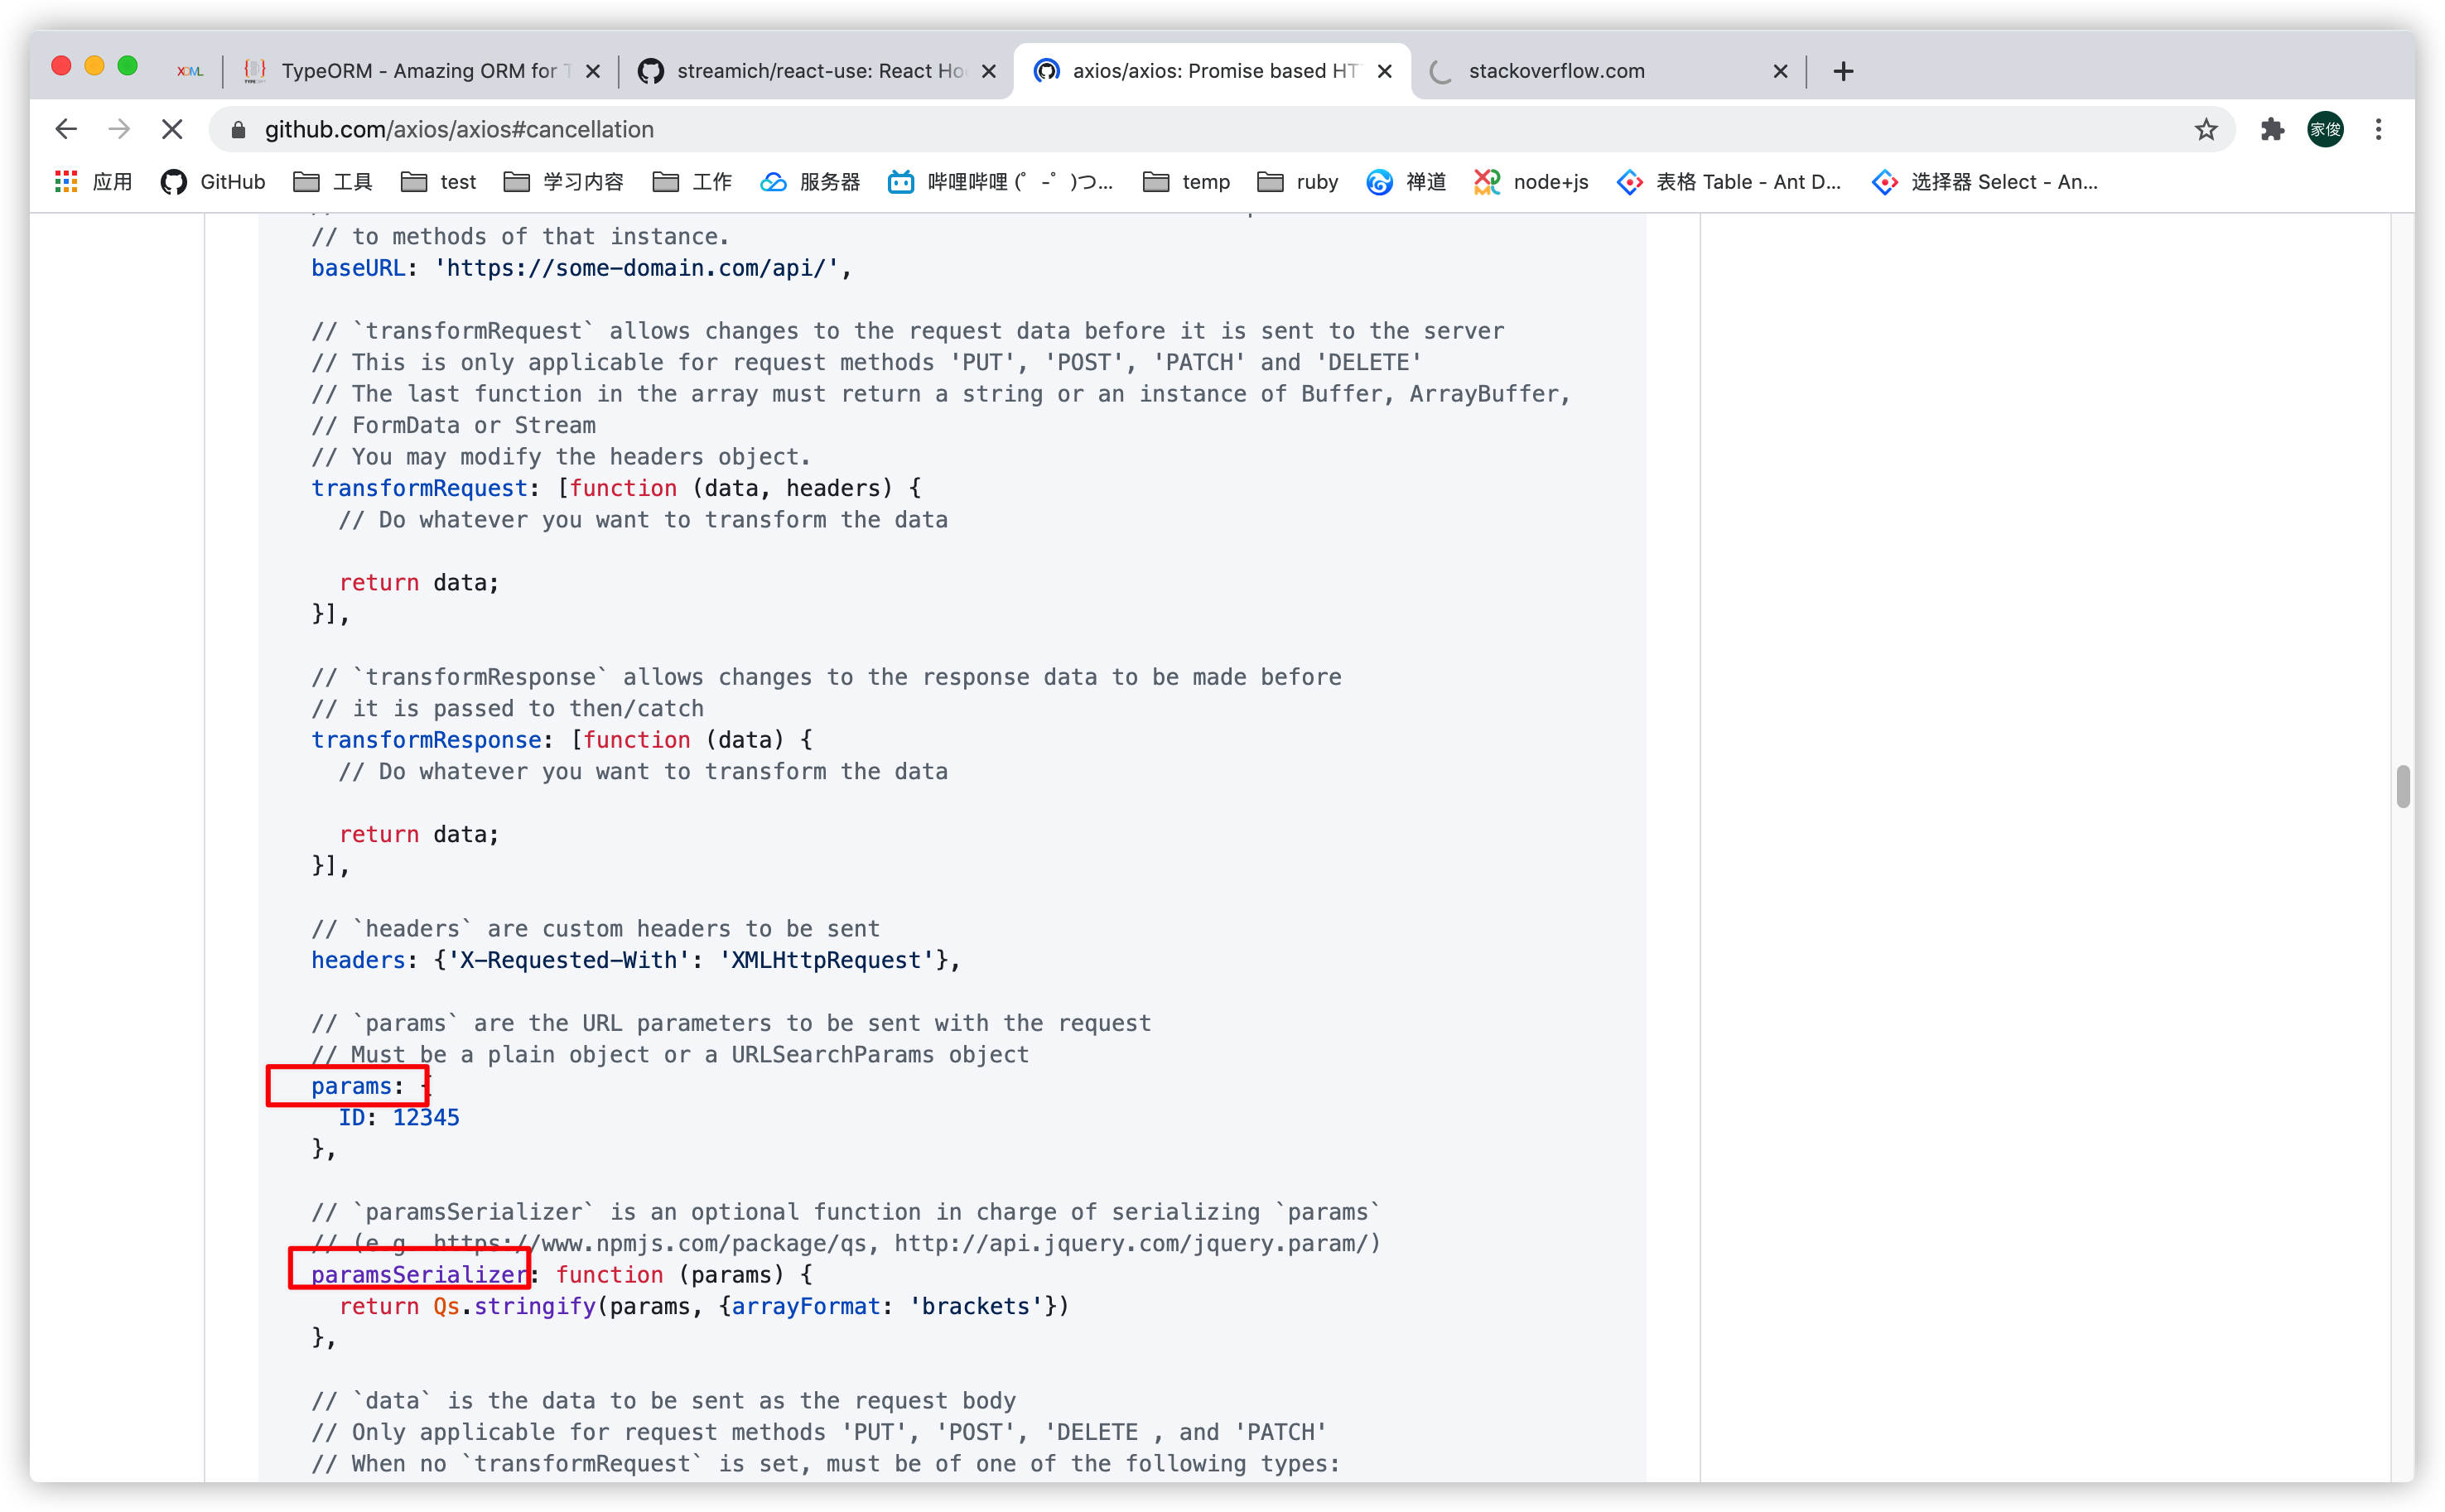 XDML
TypeORM - Amazing ORM for T
streamich/react-use: React Ho
axios/axios: Promise based HT
stackoverflow.com
github.com/axios/axios#cancellation
家俊
应用
GitHub
工具
test
学习内容
工作
服务器
哔哩哔哩 (゜-゜)つ...
temp
ruby
禅道
node+js
表格 Table - Ant D...
选择器 Select - An...
// to methods of that instance.
baseURL: 'https://some-domain.com/api/',
// `transformRequest` allows changes to the request data before it is sent to the server
// This is only applicable for request methods 'PUT', 'POST', 'PATCH' and 'DELETE'
// The last function in the array must return a string or an instance of Buffer, ArrayBuffer,
// FormData or Stream
// You may modify the headers object.
transformRequest: [function (data, headers) {
// Do whatever you want to transform the data
return data;
}],
// `transformResponse` allows changes to the response data to be made before
// it is passed to then/catch
transformResponse: [function (data) {
// Do whatever you want to transform the data
return data;
}],
// `headers` are custom headers to be sent
headers: {'X-Requested-With': 'XMLHttpRequest'},
// `params` are the URL parameters to be sent with the request
// Must be a plain object or a URLSearchParams object
params: {
ID: 12345
},
// `paramsSerializer` is an optional function in charge of serializing `params`
// (e.g. https://www.npmjs.com/package/qs, http://api.jquery.com/jquery.param/)
paramsSerializer: function (params) {
return Qs.stringify(params, {arrayFormat: 'brackets'})
},
// `data` is the data to be sent as the request body
// Only applicable for request methods 'PUT', 'POST', 'DELETE , and 'PATCH'
// When no `transformRequest` is set, must be of one of the following types: